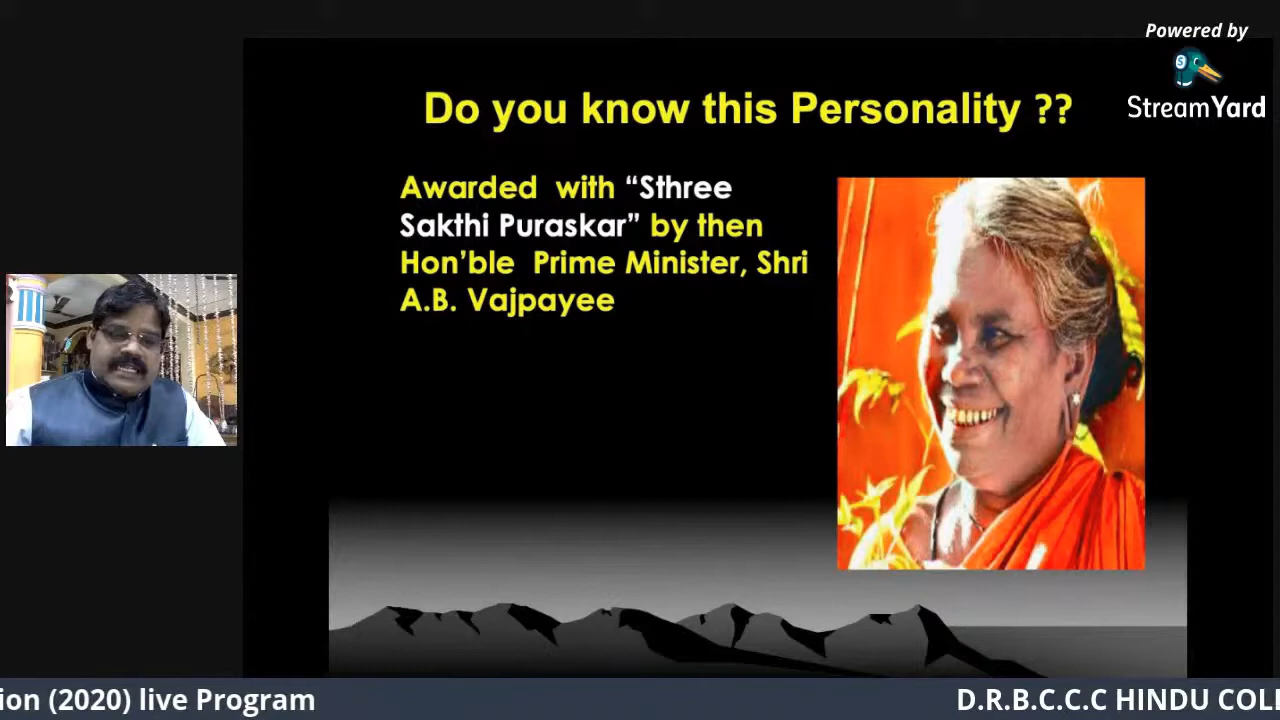 Powered by
StreamYard
Do you know this Personality ??
Awarded with “Sthree
Sakthi Puraskar” by then
Hon’ble Prime Minister, Shri
A.B. Vajpayee
ion (2020) live Program D.R.B.C.C.C HINDU COLL